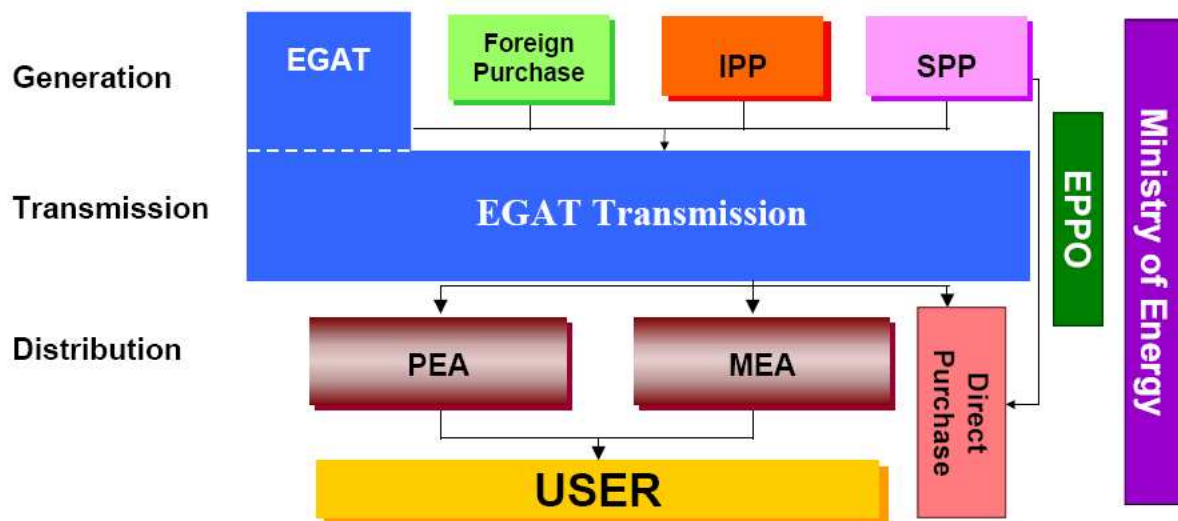 Generation
EGAT
Foreign
Purchase
IPP
SPP
Transmission
EGAT Transmission
Distribution
PEA
MEA
Direct
Purchase
USER
EPPO
Ministry of Energy